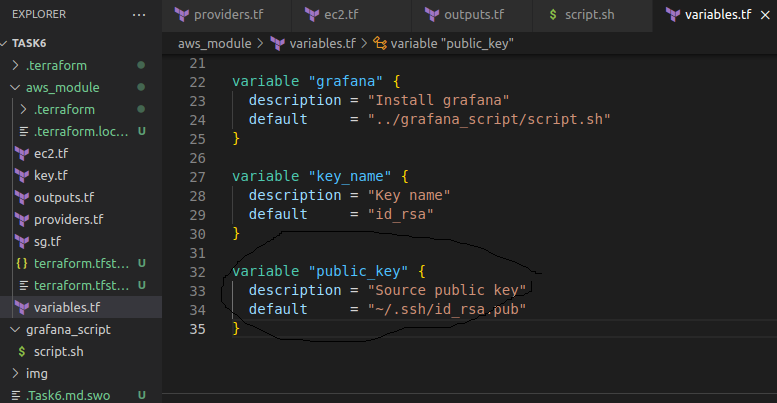 EXPLORER ...
providers.tf
ec2.tf
outputs.tf
$ script.sh
variables.tf ×
TASK6
aws_module > variables.tf > variable "public_key"
> .terraform
aws_module
> .terraform
.terraform.loc... U
ec2.tf
key.tf
outputs.tf
providers.tf
sg.tf
{} terraform.tfst... U
terraform.tfst... U
variables.tf
grafana_script
$ script.sh
> img
.Task6.md.swo U
21
22 variable "grafana" {
23 description = "Install grafana"
24 default = "../grafana_script/script.sh"
25 }
26
27 variable "key_name" {
28 description = "Key name"
29 default = "id_rsa"
30 }
31
32 variable "public_key" {
33 description = "Source public key"
34 default = "~/.ssh/id_rsa.pub"
35 }